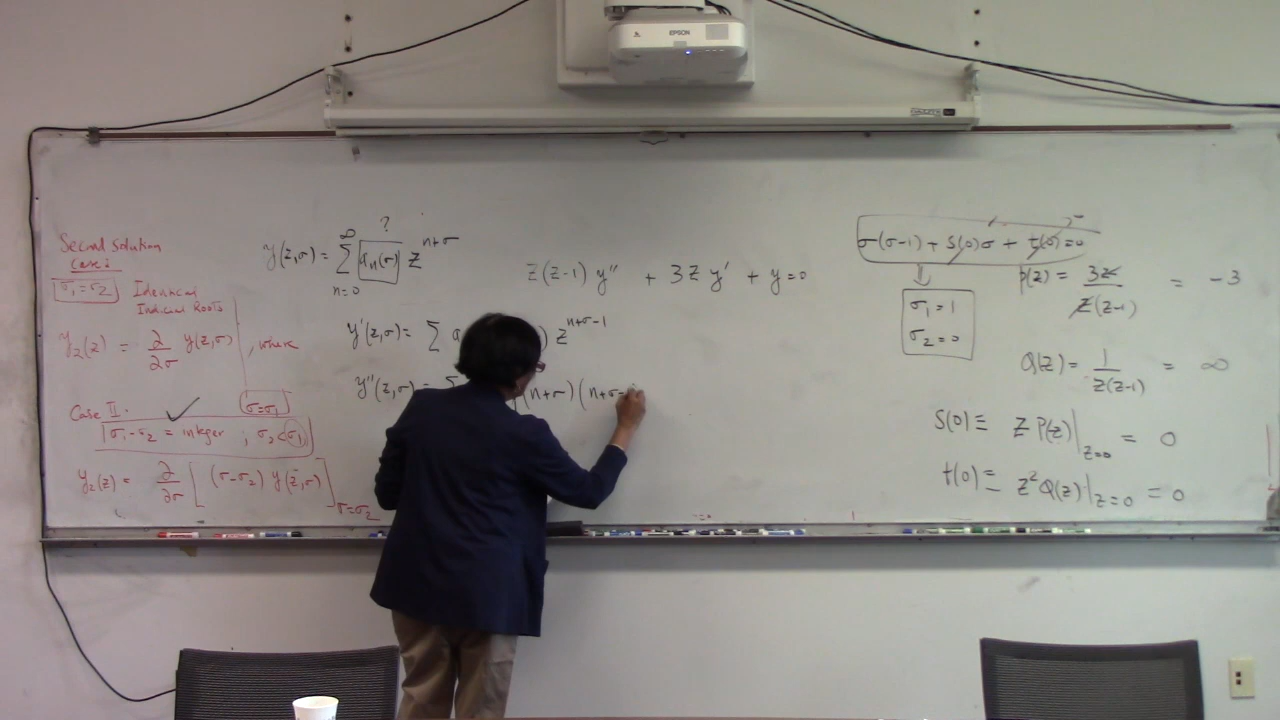 EPSON
Second Solution
Case:
σ₁=σ₂ Identical
Indicial Roots
y₂(z) = ∂/∂σ y(z,σ) , where
σ=σ₁
Case II.
σ₁-σ₂ = integer ; σ₂<σ₁
y₂(z) = ∂/∂σ [ (σ-σ₂) y(z,σ) ]_{σ=σ₂}
?
y(z,σ) = ∑_{n=0}^{∞} aₙ(σ) z^{n+σ}
y'(z,σ) = ∑ a ) z^{n+σ-1}
y''(z,σ) = ∑ (n+σ)(n+σ-1
z(z-1) y'' + 3z y' + y=0
σ(σ-1) + s(0)σ + t(0) =0
⇓
σ₁=1
σ₂=0
p(z) = 3z/z(z-1) = -3
Q(z) = 1/z(z-1) = ∞
s(0) = z p(z)|_{z=0} = 0
t(0) = z² Q(z)|_{z=0} = 0